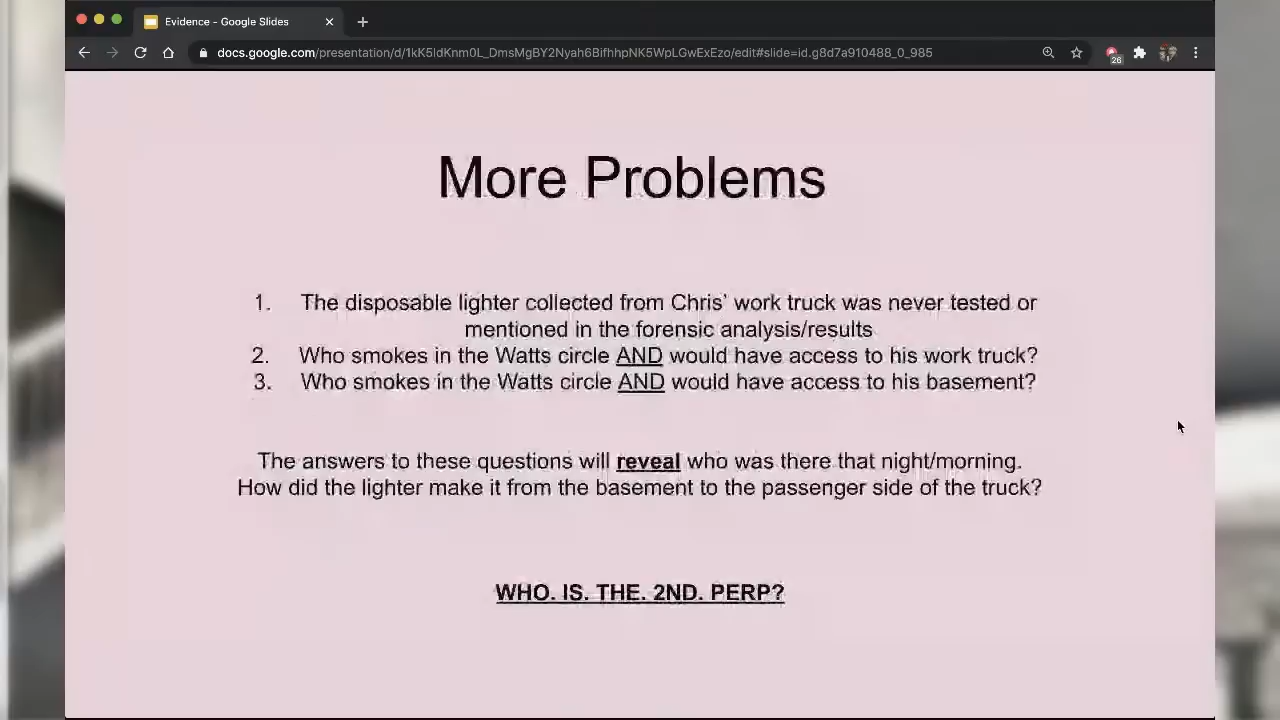 Evidence - Google Slides
docs.google.com/presentation/d/1kK5ldKnm0L_DmsMgBY2Nyah6BifhhpNK5WpLGwExEzo/edit#slide=id.g8d7a910488_0_985
26
More Problems
1. The disposable lighter collected from Chris' work truck was never tested or
mentioned in the forensic analysis/results
2. Who smokes in the Watts circle AND would have access to his work truck?
3. Who smokes in the Watts circle AND would have access to his basement?
The answers to these questions will reveal who was there that night/morning.
How did the lighter make it from the basement to the passenger side of the truck?
WHO. IS. THE. 2ND. PERP?